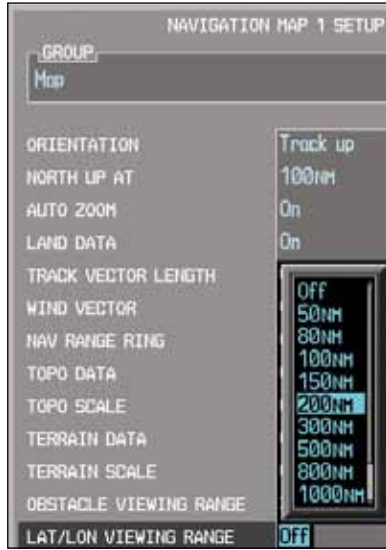 NAVIGATION MAP 1 SETUP
GROUP
Map
ORIENTATION Track up
NORTH UP AT 100NM
AUTO ZOOM On
LAND DATA On
TRACK VECTOR LENGTH
WIND VECTOR
NAV RANGE RING
TOPO DATA
TOPO SCALE
TERRAIN DATA
TERRAIN SCALE
OBSTACLE VIEWING RANGE
LAT/LON VIEWING RANGE Off
Off
50NM
80NM
100NM
150NM
200NM
300NM
500NM
800NM
1000NM